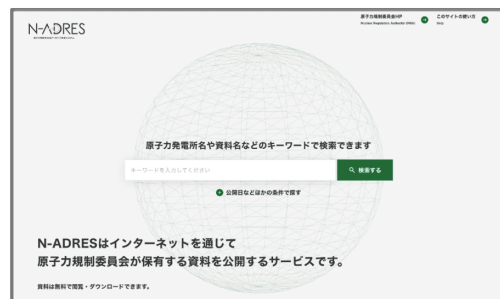 N-ADRES
原子力規制委員会HP
このサイトの使い方
Help
原子力発電所名や資料名などのキーワードで検索できます
キーワードを入力してください
検索する
公開日などほかの条件で探す
N-ADRESはインターネットを通じて
原子力規制委員会が保有する資料を公開するサービスです。
資料は無料で閲覧・ダウンロードできます。